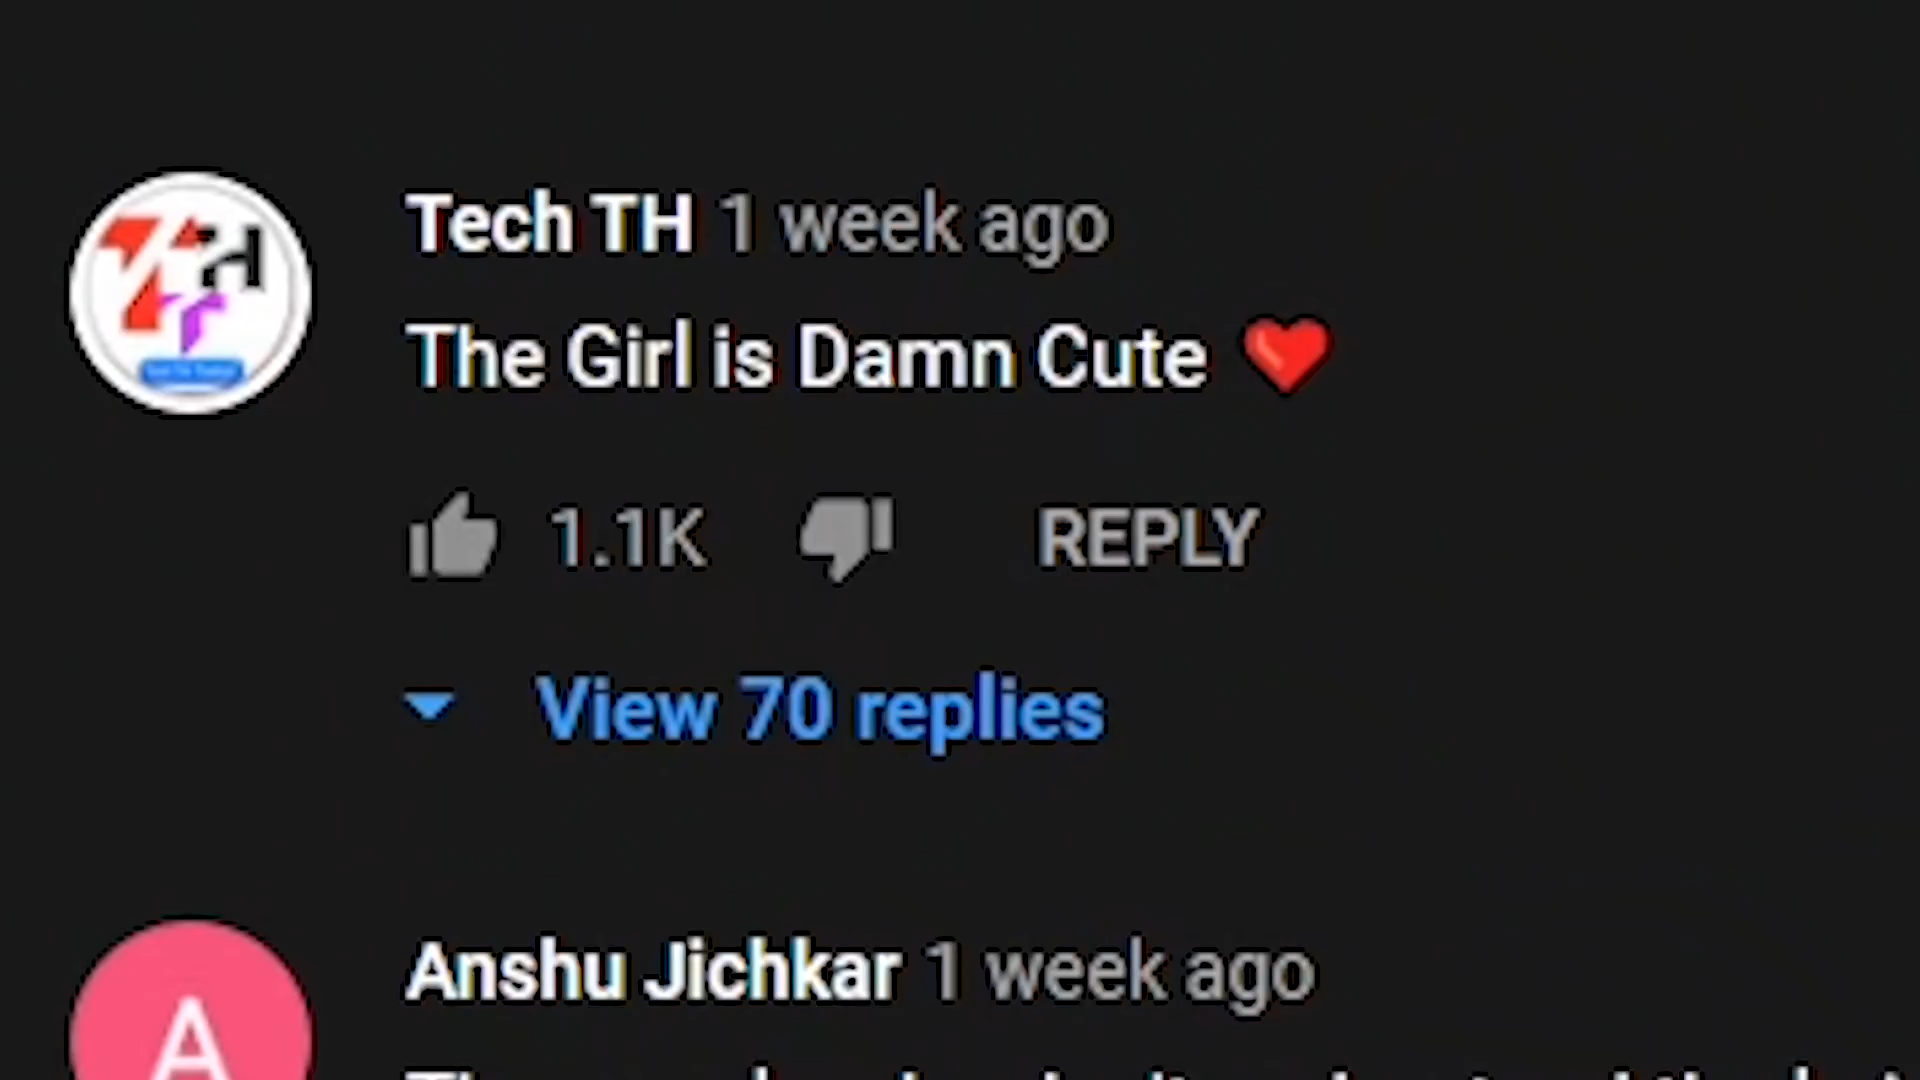 Tech TH 1 week ago
The Girl is Damn Cute ❤️
1.1K REPLY
View 70 replies
Anshu Jichkar 1 week ago
A